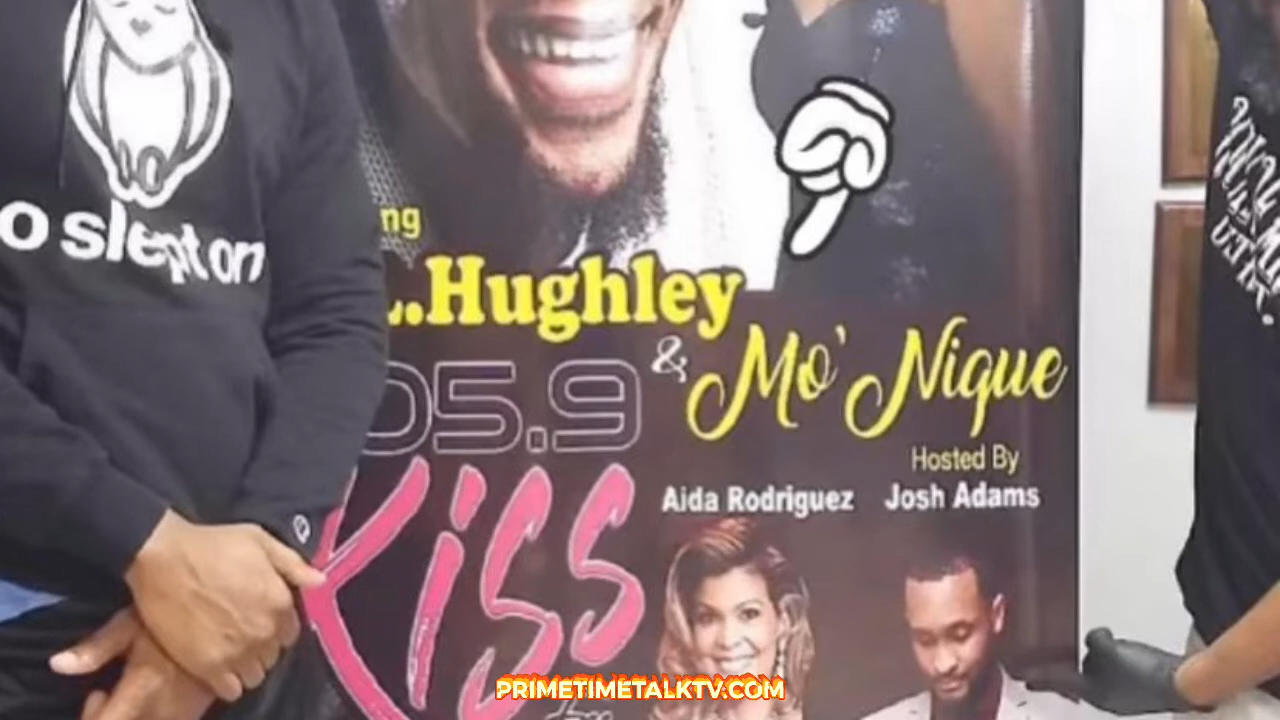 o slept on
ng
L.Hughley
& Mo' Nique
05.9
Kiss
Hosted By
Aida Rodriguez
Josh Adams
PRIMETIMETALKTV.COM